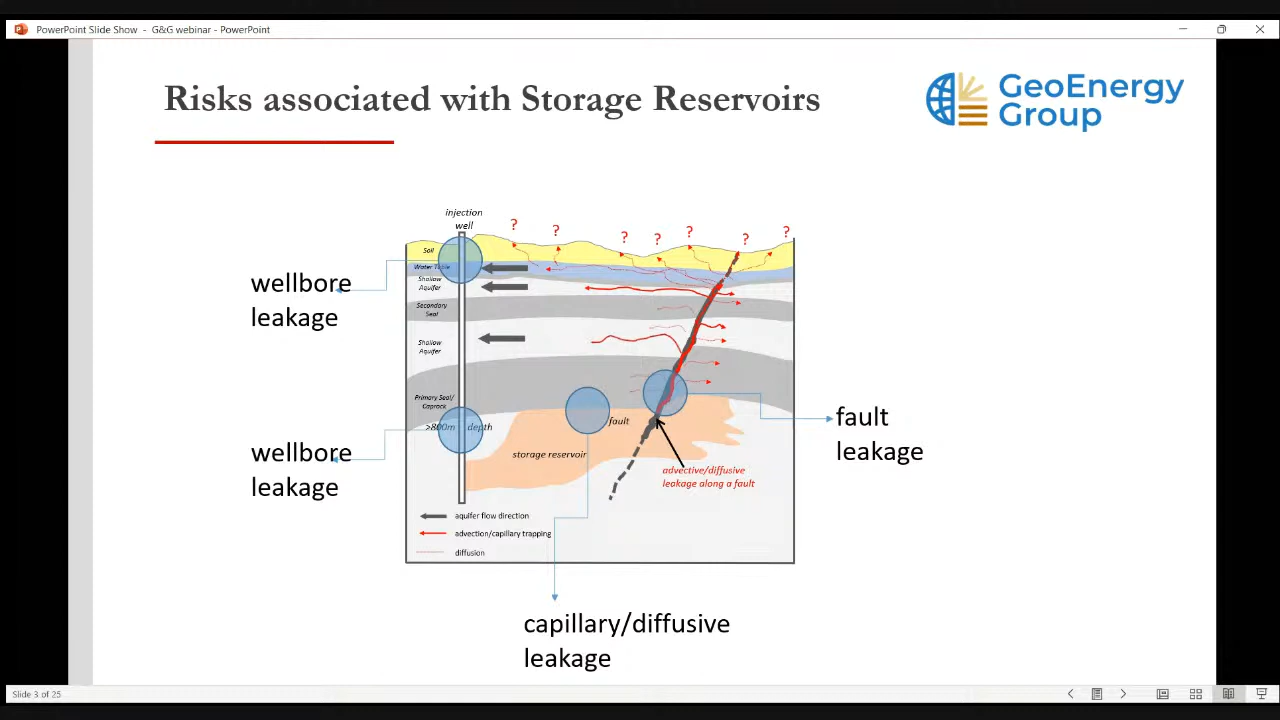 PowerPoint Slide Show - G&G webinar - PowerPoint
Risks associated with Storage Reservoirs
GeoEnergy
Group
injection
well
? ? ? ? ? ? ?
Soil
Water Table
Shallow
Aquifer
Secondary
Seal
Shallow
Aquifer
Primary Seal/
Caprock
>800m depth
fault
storage reservoir
advective/diffusive
leakage along a fault
aquifer flow direction
advection/capillary trapping
diffusion
wellbore
leakage
wellbore
leakage
fault
leakage
capillary/diffusive
leakage
Slide 3 of 25